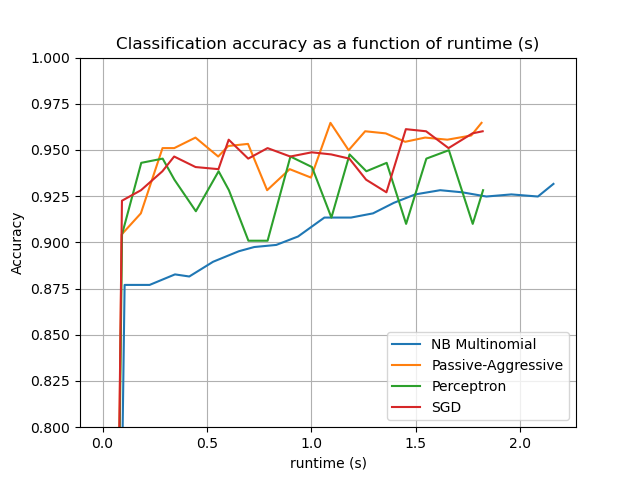 Classification accuracy as a function of runtime (s)
1.000
0.975
0.950
0.925
0.900
0.875
0.850
0.825
0.800
Accuracy
NB Multinomial
Passive-Aggressive
Perceptron
SGD
0.0 0.5 1.0 1.5 2.0
runtime (s)